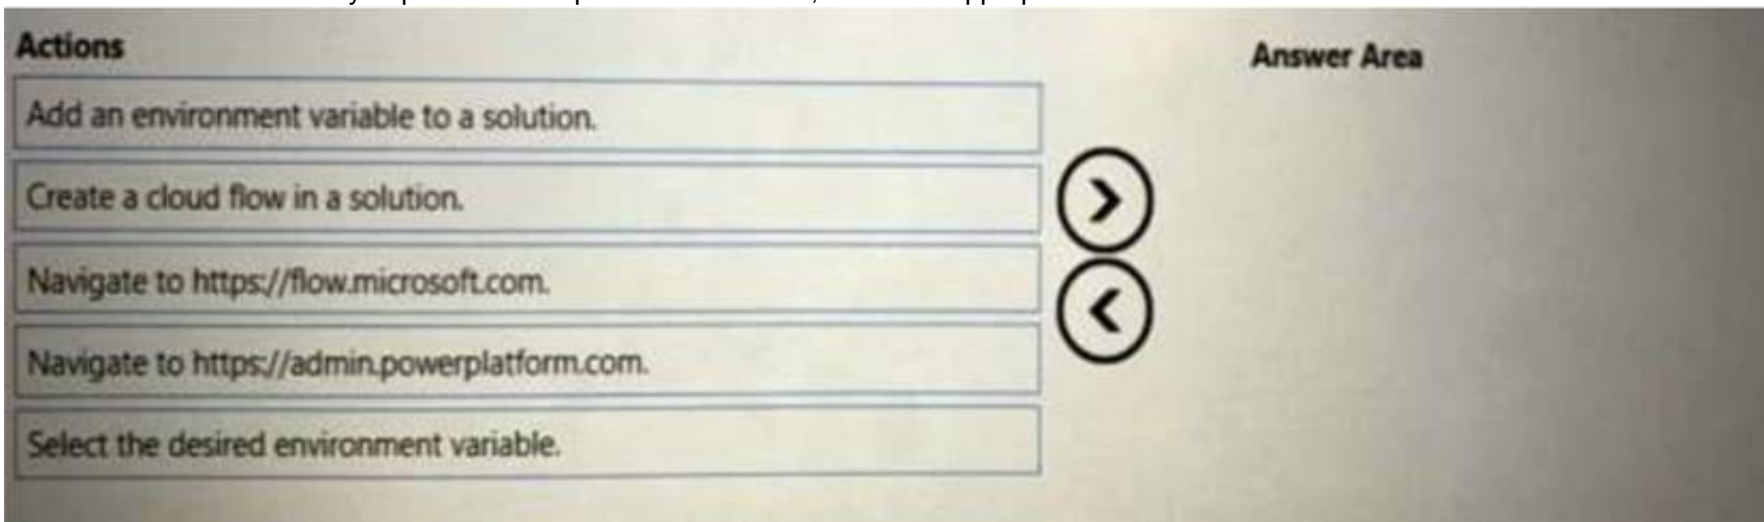 Actions
Answer Area
Add an environment variable to a solution.
Create a cloud flow in a solution.
Navigate to https://flow.microsoft.com.
Navigate to https://admin.powerplatform.com.
Select the desired environment variable.